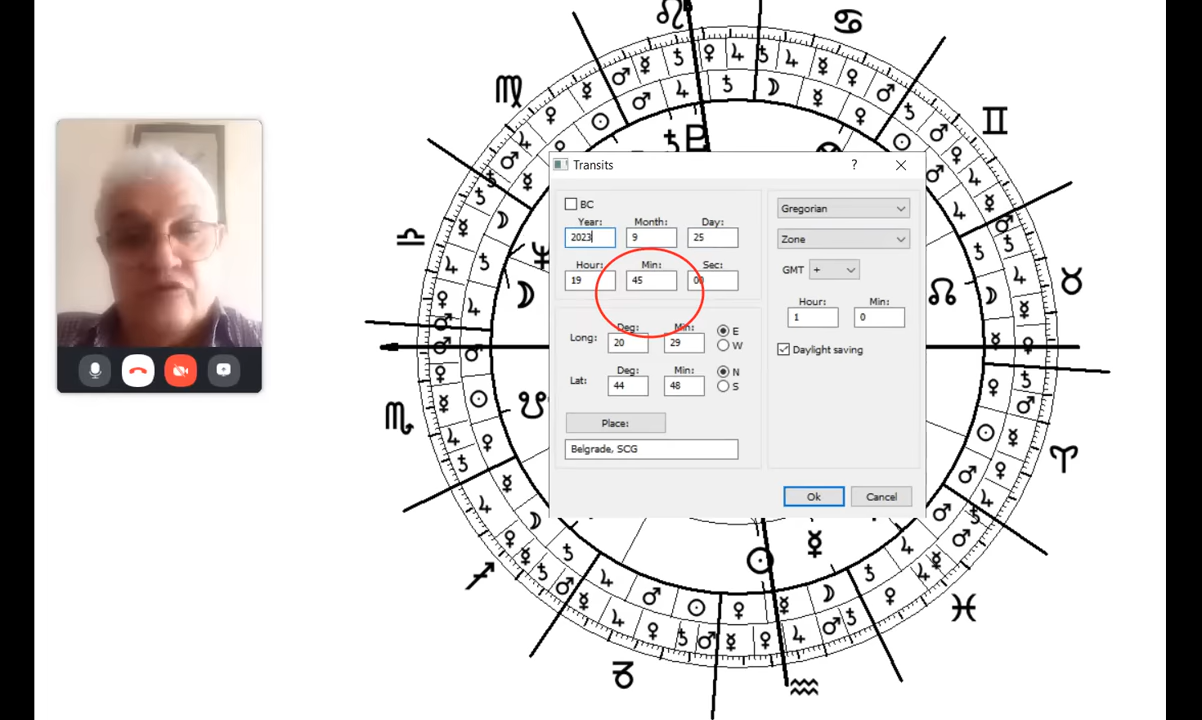 Transits
?
BC
Year: Month: Day:
2023 9 25
Hour: Min: Sec:
19 45 00
Deg: Min:
Long: 20 29 E
W
Deg: Min:
Lat: 44 48 N
S
Place:
Belgrade, SCG
Gregorian
Zone
GMT +
Hour: Min:
1 0
Daylight saving
Ok Cancel